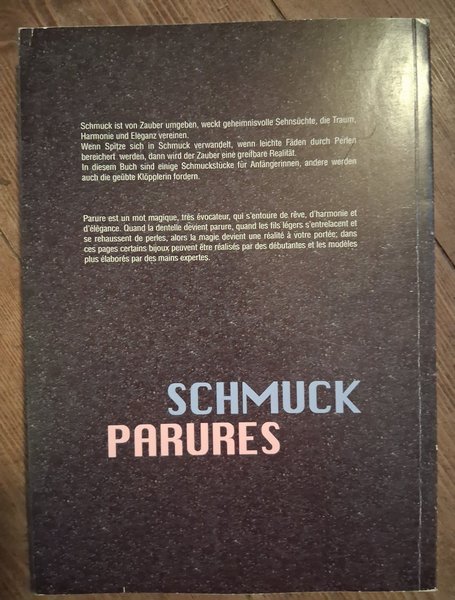 Schmuck ist von Zauber umgeben, weckt geheimnisvolle Sehnsüchte, die Traum,
Harmonie und Eleganz vereinen.
Wenn Spitze sich in Schmuck verwandelt, wenn leichte Fäden durch Perlen
bereichert werden, dann wird der Zauber eine greifbare Realität.
In diesem Buch sind einige Schmuckstücke für Anfängerinnen, andere werden
auch die geübte Klöpplerin fordern.
Parure est un mot magique, très évocateur, qui s'entoure de rêve, d'harmonie et
d'élégance. Quand la dentelle devient parure, quand les fils légers s'entrelacent et
se rehaussent de perles, alors la magie devient une réalité à votre portée; dans
ces pages certains bijoux peuvent être réalisés par des débutantes et les modèles
plus élaborés par des mains expertes.
SCHMUCK
PARURES